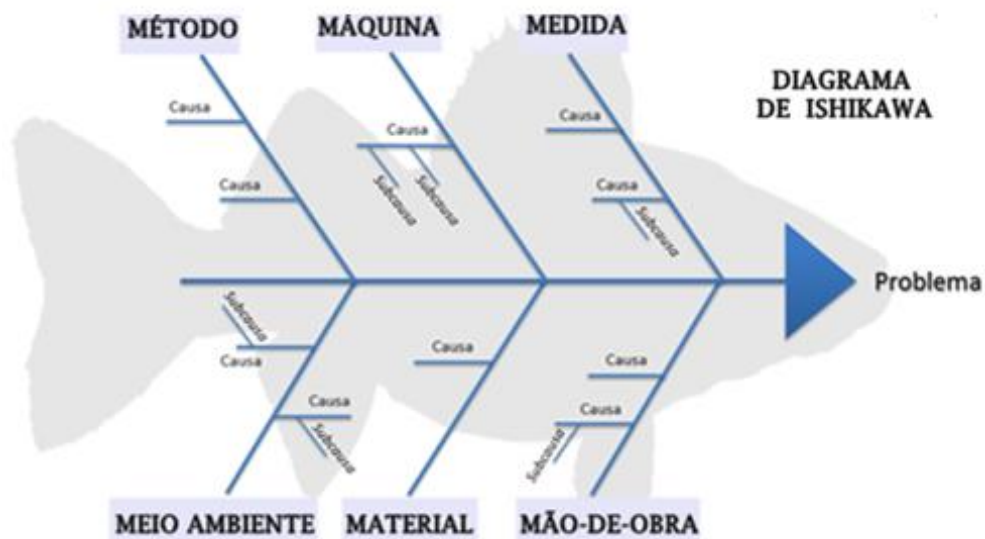 MÉTODO
MÁQUINA
MEDIDA
DIAGRAMA
DE ISHIKAWA
Causa
Causa
Causa
Subcausa
Subcausa
Causa
Causa
Subcausa
Problema
Subcausa
Causa
Causa
Subcausa
Causa
Causa
Causa
Subcausa
MEIO AMBIENTE
MATERIAL
MÃO-DE-OBRA